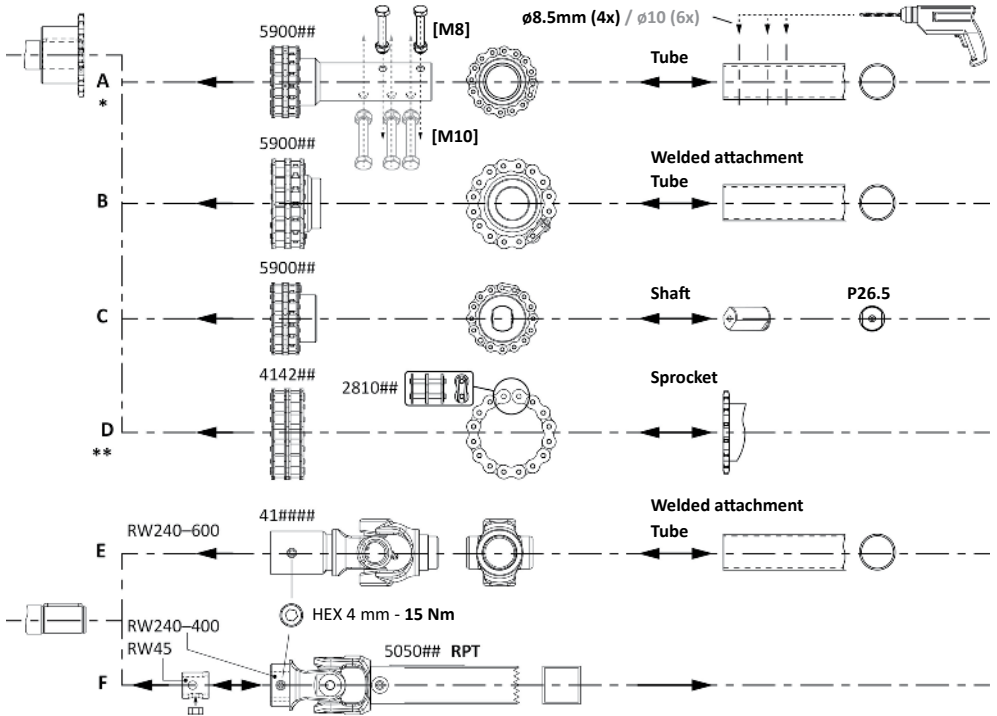 ø8.5mm (4x) / ø10 (6x)
5900##
[M8]
Tube
A
*
[M10]
5900##
Welded attachment
Tube
B
5900##
Shaft
P26.5
C
4142##
2810##
Sprocket
D
**
Welded attachment
RW240–600
41####
Tube
E
HEX 4 mm - 15 Nm
RW240–400
RW45
5050## RPT
F